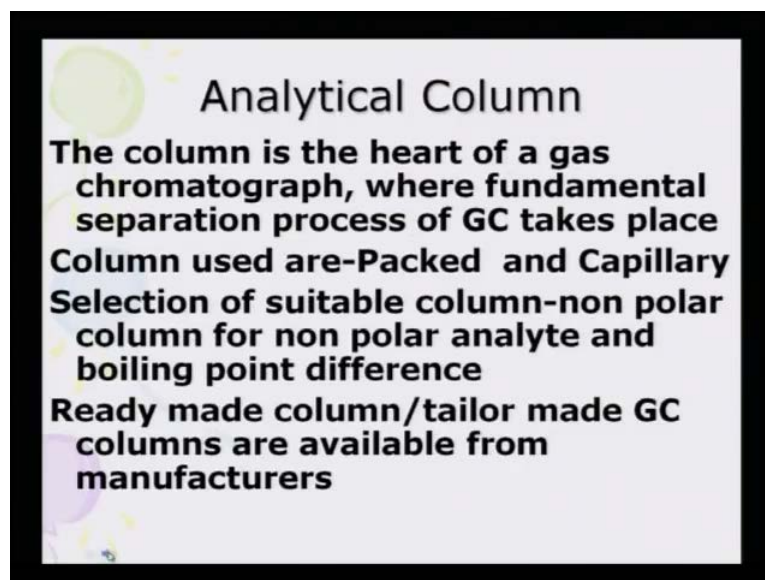 Analytical Column
The column is the heart of a gas
chromatograph, where fundamental
separation process of GC takes place
Column used are-Packed and Capillary
Selection of suitable column-non polar
column for non polar analyte and
boiling point difference
Ready made column/tailor made GC
columns are available from
manufacturers